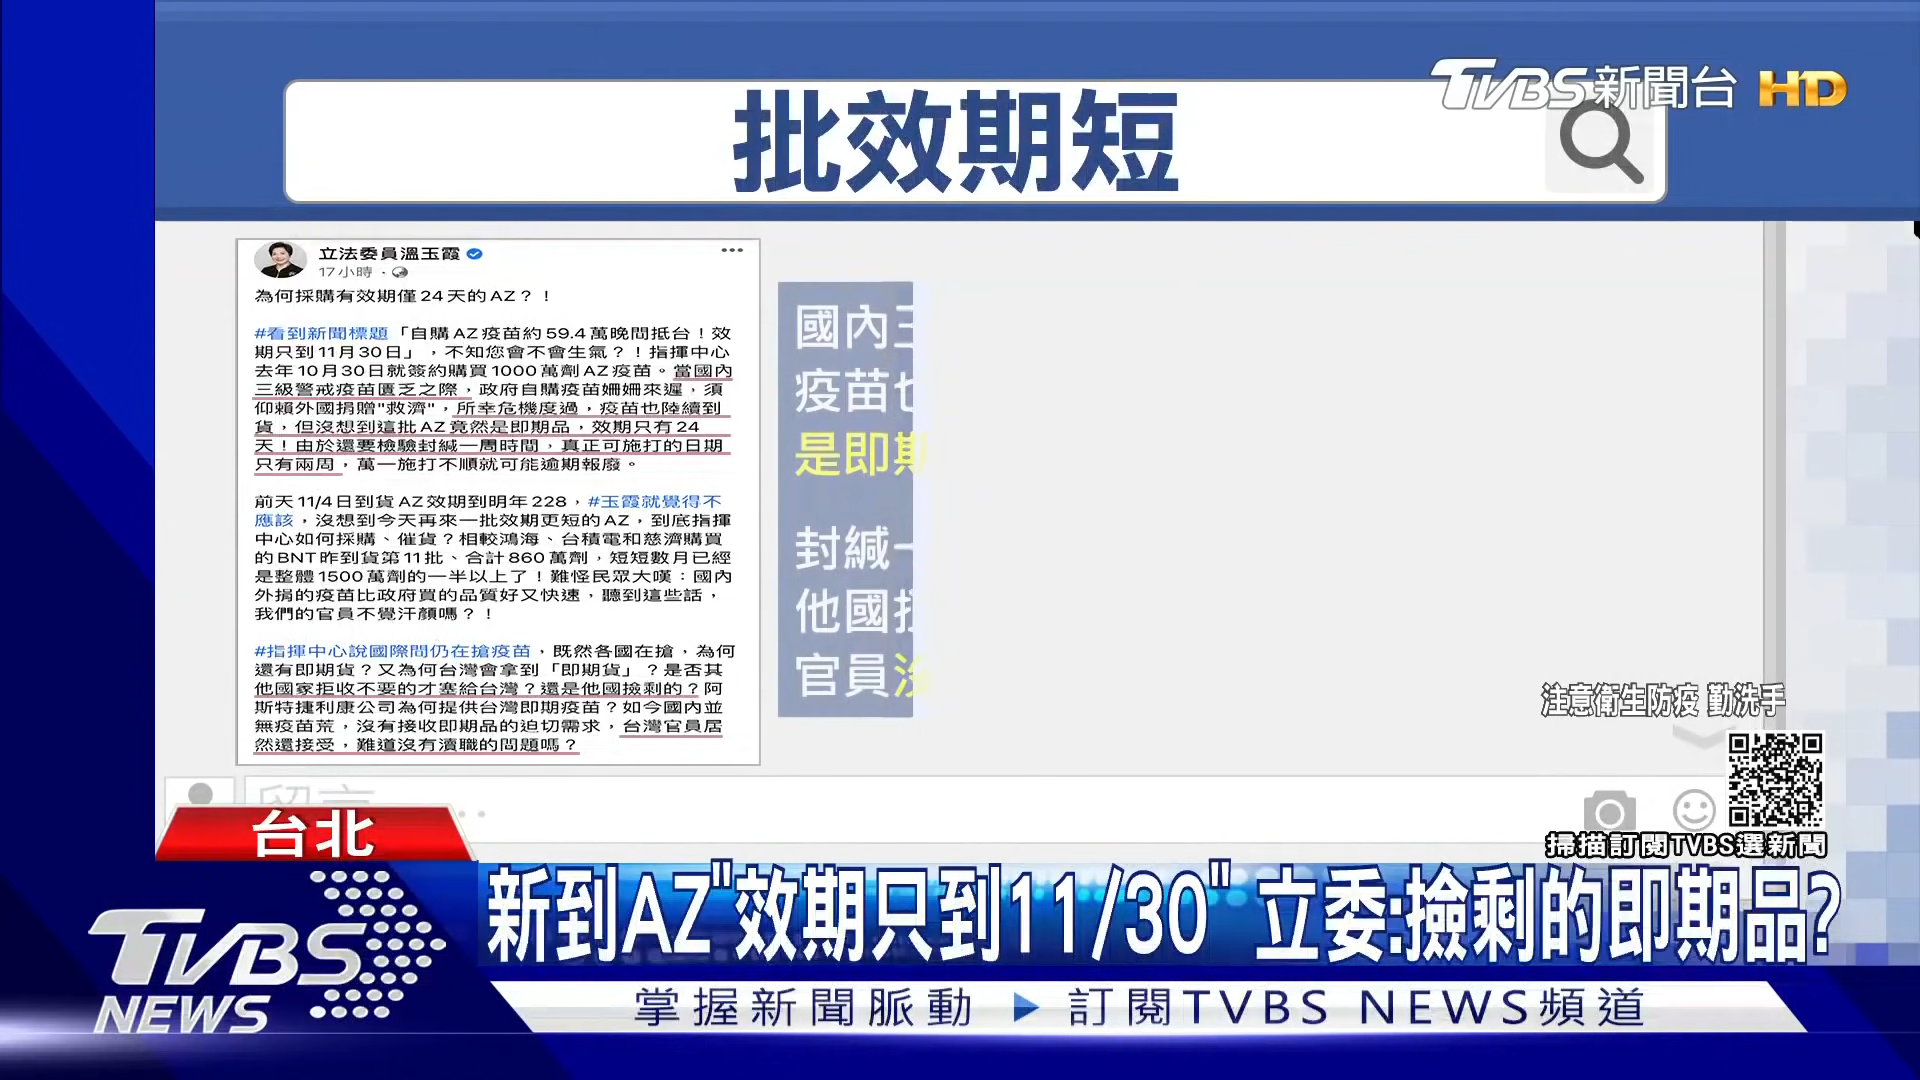 批效期短
TVBS新聞台 HD
立法委員溫玉霞
17小時
為何採購有效期僅24天的AZ？！
#看到新聞標題「自購AZ疫苗約59.4萬晚間抵台！效
期只到11月30日」，不知您會不會生氣？！指揮中心
去年10月30日就簽約購買1000萬劑AZ疫苗。當國內
三級警戒疫苗匱乏之際，政府自購疫苗姍姍來遲，須
仰賴外國捐贈"救濟"，所幸危機度過，疫苗也陸續到
貨，但沒想到這批AZ竟然是即期品，效期只有24
天！由於還要檢驗封緘一周時間，真正可施打的日期
只有兩周，萬一施打不順就可能逾期報廢。
前天11/4日到貨AZ效期到明年228，#玉霞就覺得不
應該，沒想到今天再來一批效期更短的AZ，到底指揮
中心如何採購、催貨？相較鴻海、台積電和慈濟購買
的BNT昨到貨第11批、合計860萬劑，短短數月已經
是整體1500萬劑的一半以上了！難怪民眾大嘆：國內
外捐的疫苗比政府買的品質好又快速，聽到這些話，
我們的官員不覺汗顏嗎？！
#指揮中心說國際間仍在搶疫苗，既然各國在搶，為何
還有即期貨？又為何台灣會拿到「即期貨」？是否其
他國家拒收不要的才塞給台灣？還是他國撿剩的？阿
斯特捷利康公司為何提供台灣即期疫苗？如今國內並
無疫苗荒，沒有接收即期品的迫切需求，台灣官員居
然還接受，難道沒有瀆職的問題嗎？
國內三
疫苗也
是即期
封緘一
他國撿
官員沒
注意衛生防疫 勤洗手
留言
掃描訂閱TVBS選新聞
台北
新到AZ"效期只到11/30" 立委:撿剩的即期品?
TVBS
NEWS
掌握新聞脈動 ▶ 訂閱TVBS NEWS頻道